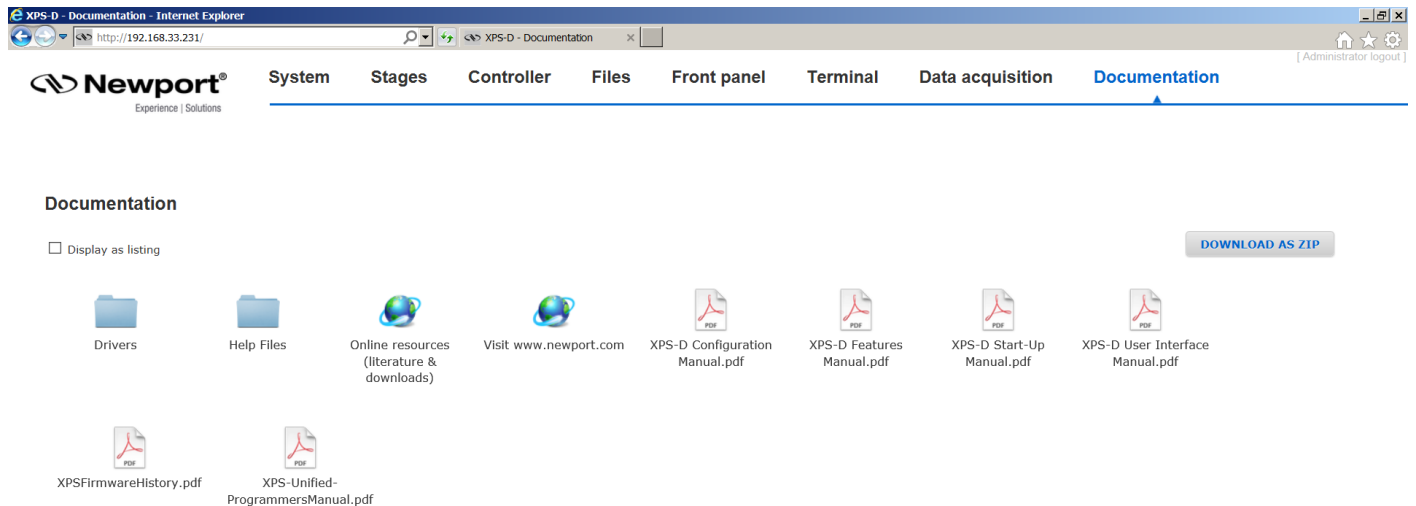 XPS-D - Documentation - Internet Explorer
http://192.168.33.231/
XPS-D - Documentation
[ Administrator logout ]
Newport®
Experience | Solutions
System Stages Controller Files Front panel Terminal Data acquisition Documentation
Documentation
Display as listing
DOWNLOAD AS ZIP
Drivers
Help Files
Online resources
(literature &
downloads)
Visit www.newport.com
XPS-D Configuration
Manual.pdf
XPS-D Features
Manual.pdf
XPS-D Start-Up
Manual.pdf
XPS-D User Interface
Manual.pdf
PDF
PDF
PDF
PDF
PDF
XPSFirmwareHistory.pdf
PDF
XPS-Unified-
ProgrammersManual.pdf